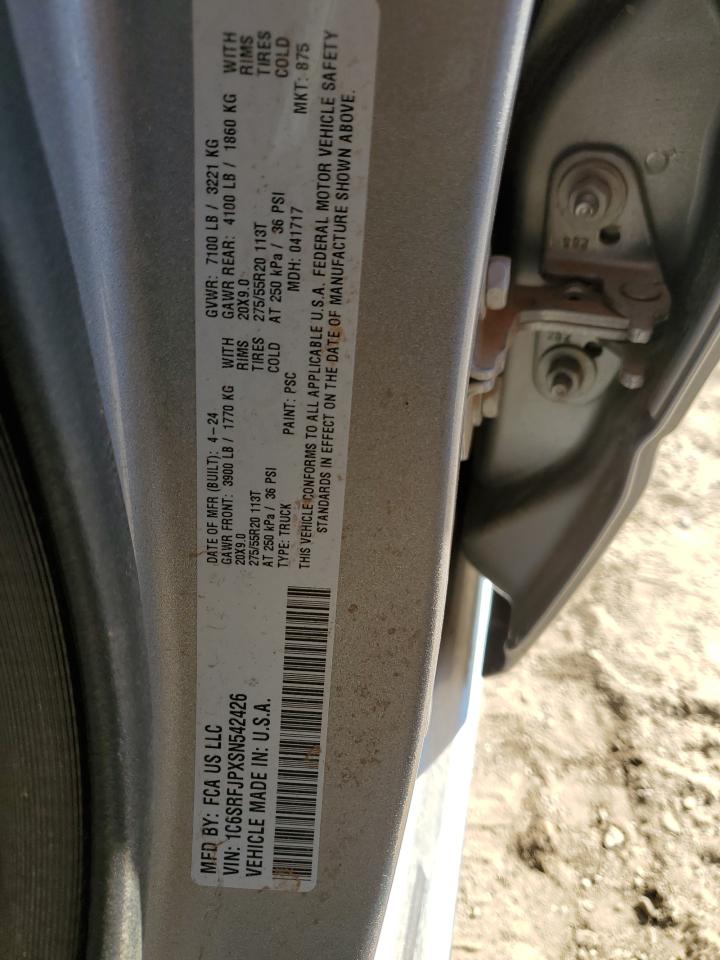 MFD BY: FCA US LLC
VIN: 1C6SRFJPXSN542426
VEHICLE MADE IN: U.S.A.
DATE OF MFR (BUILT): 4-24 GVWR: 7100 LB / 3221 KG
GAWR FRONT: 3900 LB / 1770 KG WITH GAWR REAR: 4100 LB / 1860 KG WITH
20X9.0 RIMS 20X9.0 RIMS
275/55R20 113T TIRES 275/55R20 113T TIRES
AT 250 kPa / 36 PSI COLD AT 250 kPa / 36 PSI COLD
TYPE: TRUCK PAINT: PSC MDH: 041717 MKT: 875
THIS VEHICLE CONFORMS TO ALL APPLICABLE U.S.A. FEDERAL MOTOR VEHICLE SAFETY
STANDARDS IN EFFECT ON THE DATE OF MANUFACTURE SHOWN ABOVE.